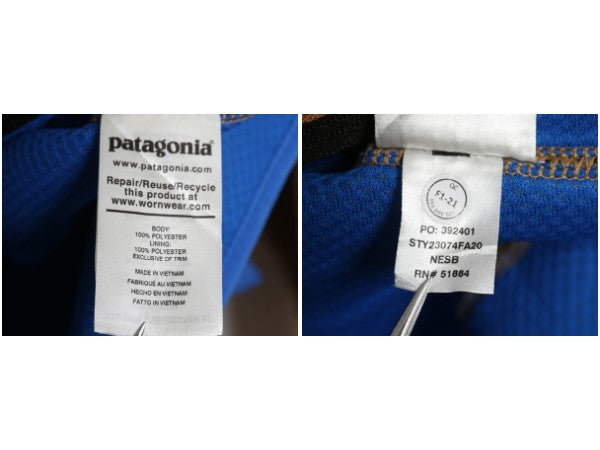 patagonia
www.patagonia.com
Repair/Reuse/Recycle
this product at
www.wornwear.com
BODY:
100% POLYESTER
LINING:
100% POLYESTER
EXCLUSIVE OF TRIM
MADE IN VIETNAM
FABRIQUÉ AU VIETNAM
HECHO EN VIETNAM
FATTO IN VIETNAM
QC
F1-21
PO: 392401
STY23074FA20
NESB
RN# 51884